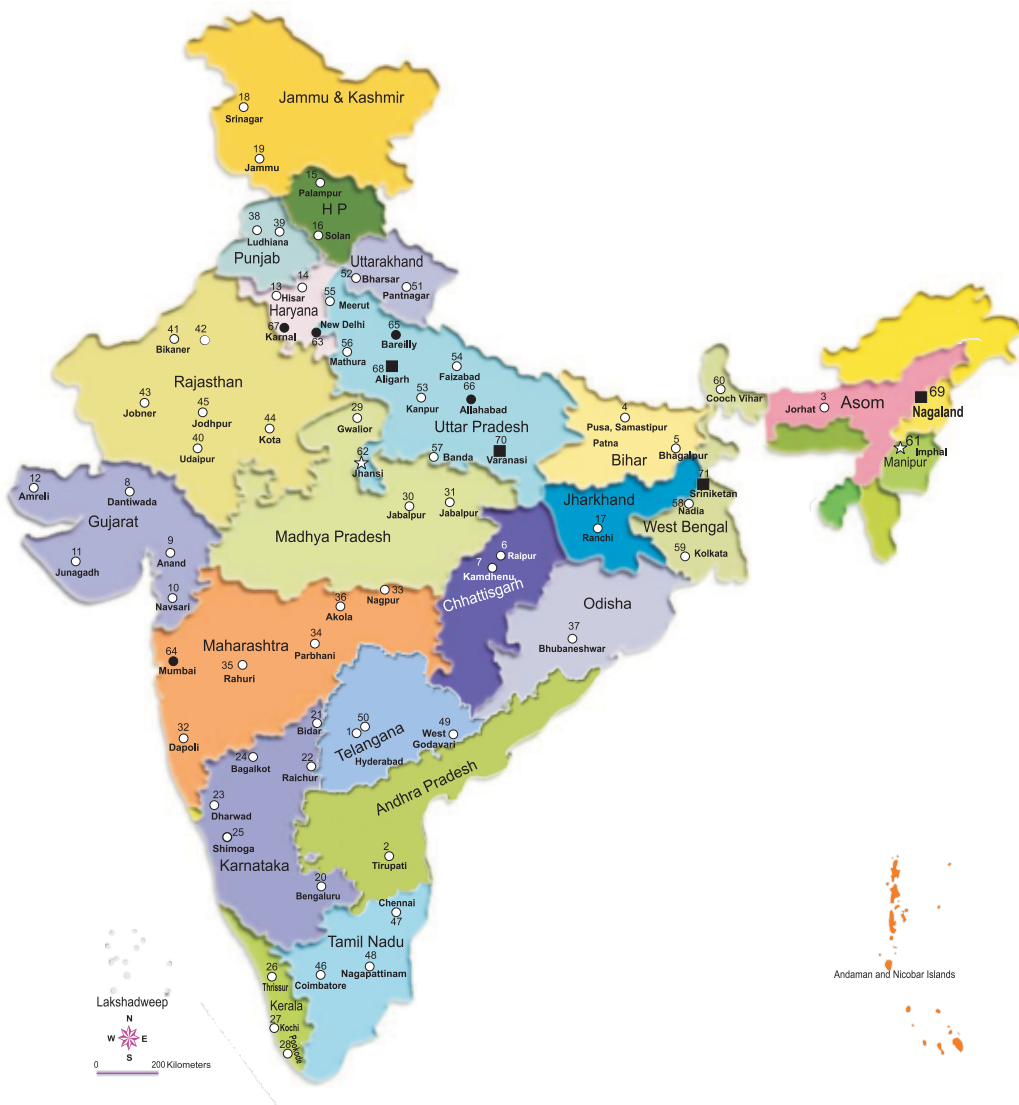 18
Srinagar
Jammu & Kashmir
19
Jammu
15
Palampur
H P
16
Solan
38
39
Ludhiana
Punjab
Uttarakhand
52
Bharsar
51
Pantnagar
14
13
Hisar
55
Meerut
Haryana
67
Karnal
New Delhi
63
65
Bareilly
56
Mathura
68
Aligarh
54
Faizabad
53
Kanpur
66
Allahabad
Uttar Pradesh
70
Varanasi
57
Banda
41
42
Bikaner
Rajasthan
43
Jobner
45
Jodhpur
44
Kota
40
Udaipur
29
Gwalior
62
Jhansi
30
Jabalpur
31
Jabalpur
Madhya Pradesh
60
Cooch Vihar
4
Pusa, Samastipur
Patna
5
Bhagalpur
Bihar
3
Jorhat
Asom
69
Nagaland
61
Imphal
Manipur
12
Amreli
8
Dantiwada
Gujarat
11
Junagadh
9
Anand
10
Navsari
71
Sriniketan
Jharkhand
58
Nadia
17
Ranchi
West Bengal
59
Kolkata
6
Raipur
7
Kamdhenu
Chhattisgarh
Odisha
37
Bhubaneshwar
33
Nagpur
36
Akola
34
Parbhani
Maharashtra
64
Mumbai
35
Rahuri
32
Dapoli
21
Bidar
50
1
Telangana
Hyderabad
49
West
Godavari
24
Bagalkot
22
Raichur
23
Dharwad
25
Shimoga
Karnataka
20
Bengaluru
Andhra Pradesh
2
Tirupati
Chennai
47
Tamil Nadu
48
Nagapattinam
46
Coimbatore
26
Thrissur
Kerala
27
Kochi
28
Pookode
Lakshadweep
N
W E
S
0 200 Kilometers
Andaman and Nicobar Islands